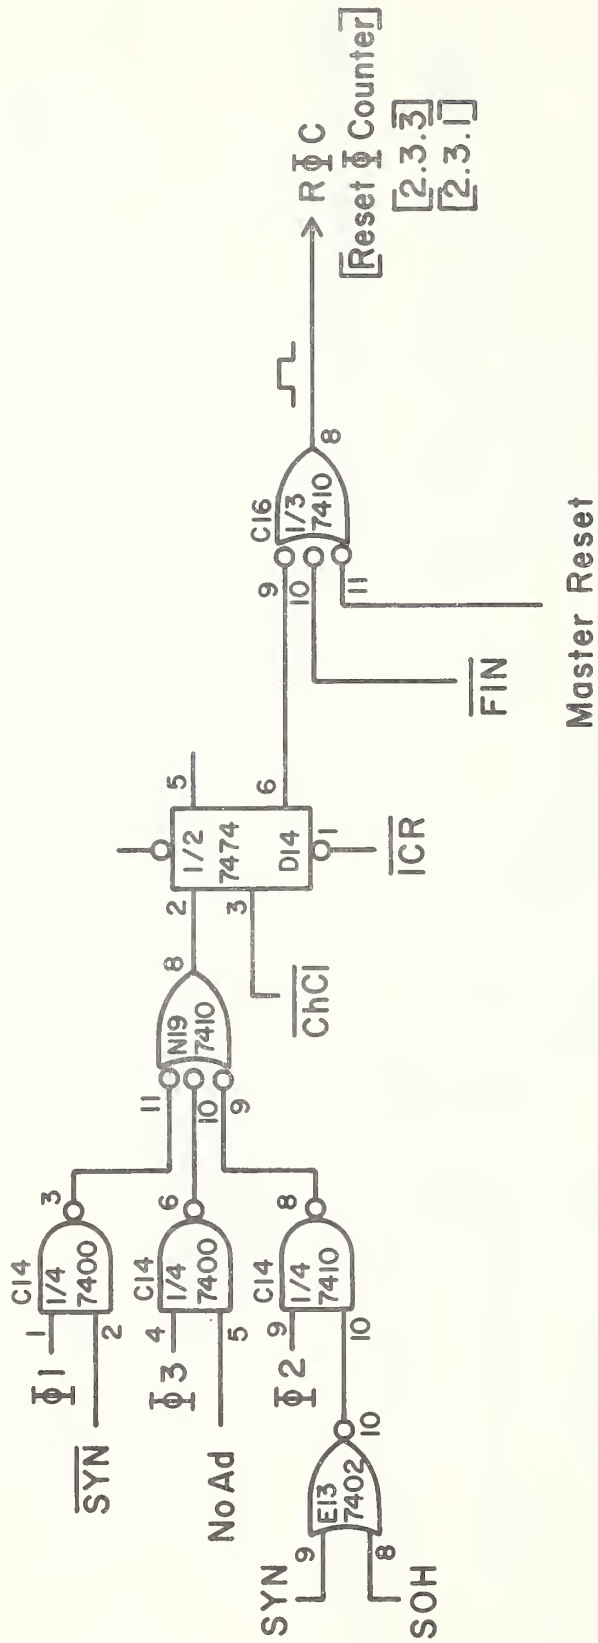 Φ1
SYN
1
2
C14
1/4
7400
3
Φ3
NoAd
4
5
C14
1/4
7400
6
Φ2
9
10
C14
1/4
7410
8
SYN
SOH
9
8
E13
7402
10
11
10
9
N19
7410
8
2
3
ChCl
1/2
7474
D14
5
6
1
ICR
9
10
11
FIN
Master Reset
C16
1/3
7410
8
RΦC
[Reset Φ Counter]
[2.3.3]
[2.3.1]